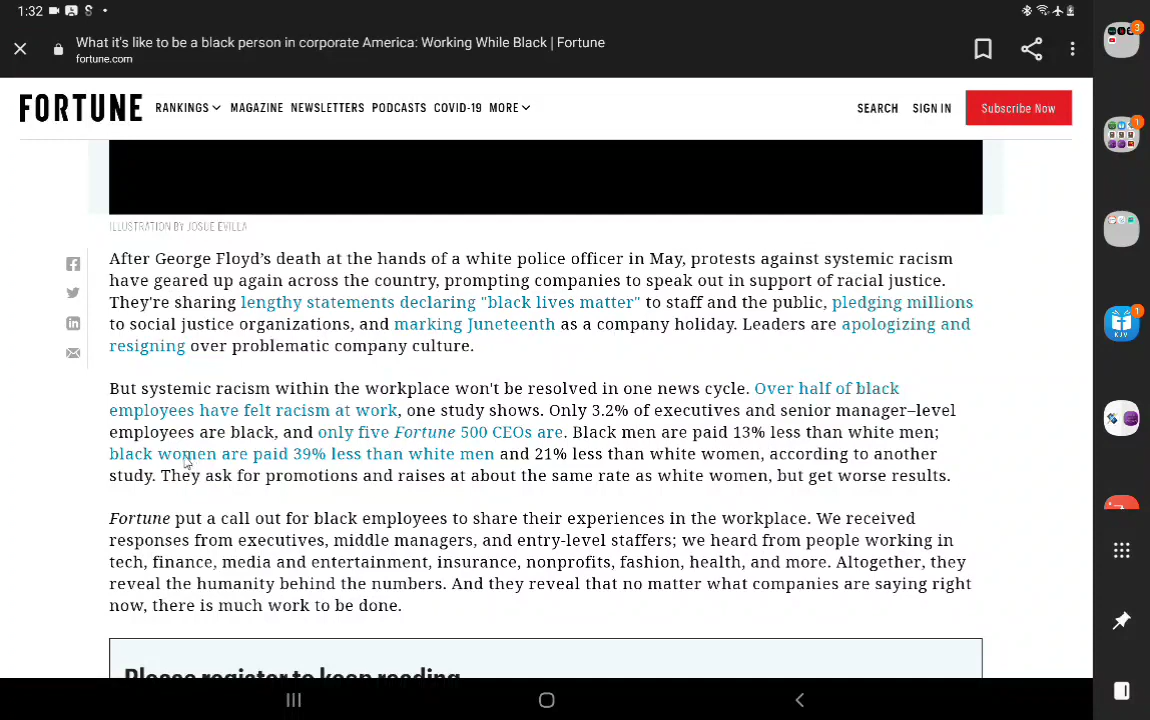 1:32
What it's like to be a black person in corporate America: Working While Black | Fortune
fortune.com
3
FORTUNE RANKINGS MAGAZINE NEWSLETTERS PODCASTS COVID-19 MORE SEARCH SIGN IN Subscribe Now
1
ILLUSTRATION BY JOSUE EVILLA
After George Floyd’s death at the hands of a white police officer in May, protests against systemic racism
have geared up again across the country, prompting companies to speak out in support of racial justice.
They're sharing lengthy statements declaring "black lives matter" to staff and the public, pledging millions
to social justice organizations, and marking Juneteenth as a company holiday. Leaders are apologizing and
resigning over problematic company culture.
1
KJV
But systemic racism within the workplace won't be resolved in one news cycle. Over half of black
employees have felt racism at work, one study shows. Only 3.2% of executives and senior manager–level
employees are black, and only five Fortune 500 CEOs are. Black men are paid 13% less than white men;
black women are paid 39% less than white men and 21% less than white women, according to another
study. They ask for promotions and raises at about the same rate as white women, but get worse results.
Fortune put a call out for black employees to share their experiences in the workplace. We received
responses from executives, middle managers, and entry-level staffers; we heard from people working in
tech, finance, media and entertainment, insurance, nonprofits, fashion, health, and more. Altogether, they
reveal the humanity behind the numbers. And they reveal that no matter what companies are saying right
now, there is much work to be done.
Please register to keep reading